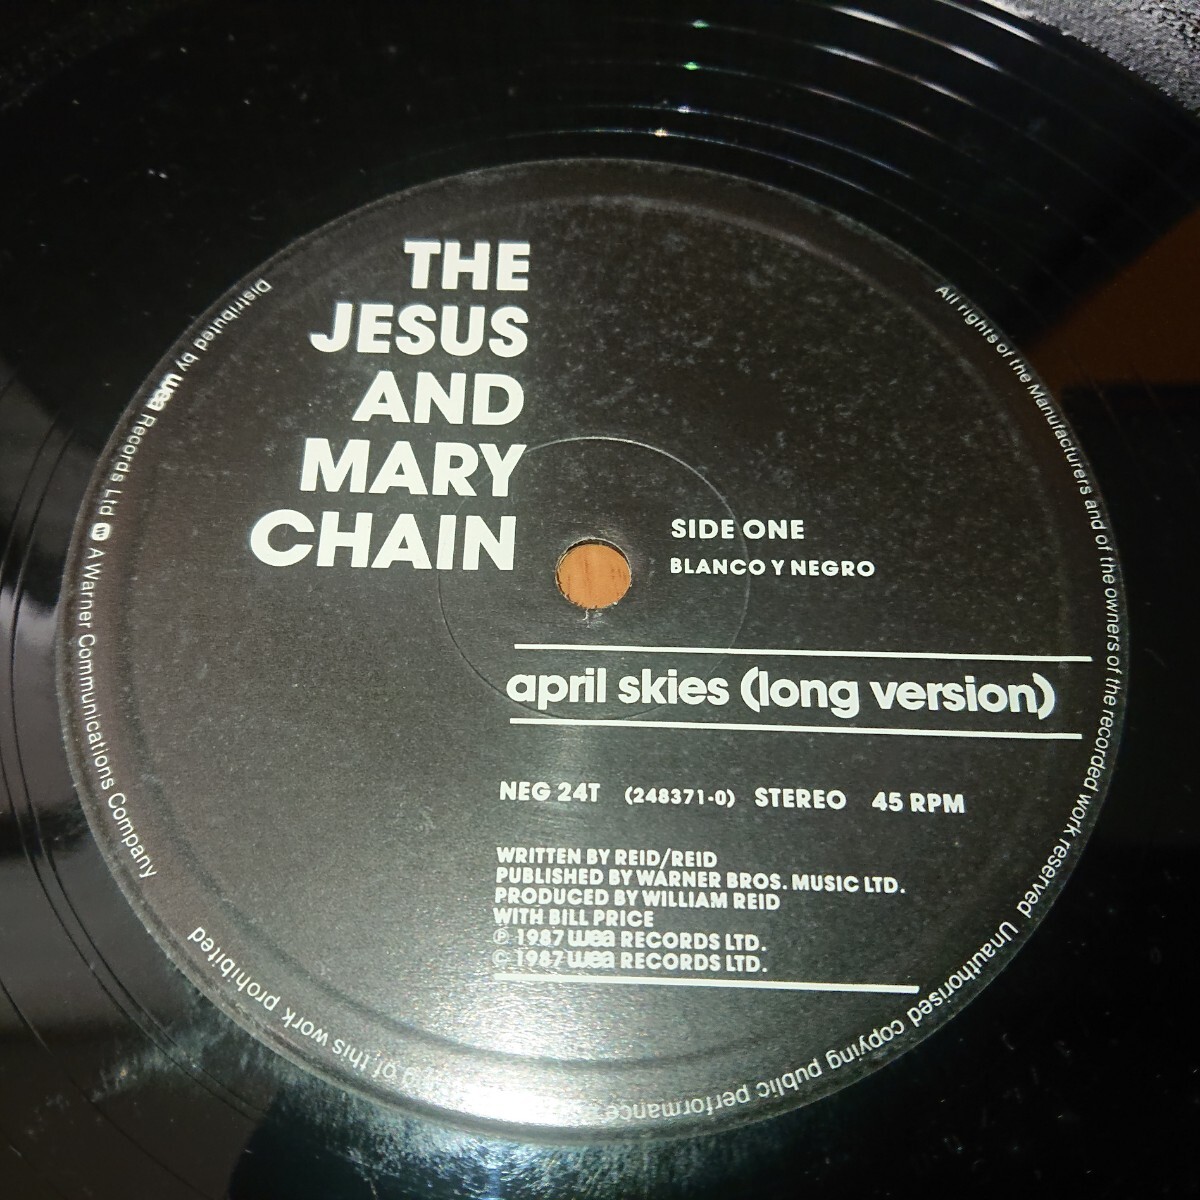 THE
JESUS
AND
MARY
CHAIN
SIDE ONE
BLANCO Y NEGRO
april skies (long version)
NEG 24T (248371-0) STEREO 45 RPM
WRITTEN BY REID/REID
PUBLISHED BY WARNER BROS. MUSIC LTD.
PRODUCED BY WILLIAM REID
WITH BILL PRICE
℗ 1987 wea RECORDS LTD.
© 1987 wea RECORDS LTD.
Distributed by wea Records Ltd A Warner Communications Company
All rights of the Manufacturers and of the owners of the recorded work reserved Unauthorised copying public performance of this work prohibited